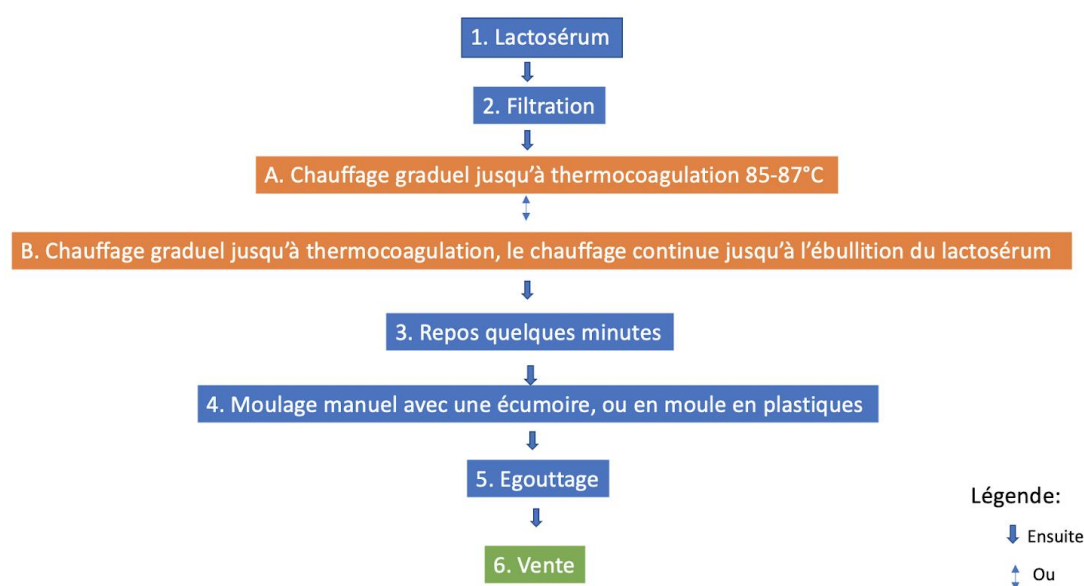 1. Lactosérum
2. Filtration
A. Chauffage graduel jusqu’à thermocoagulation 85-87°C
B. Chauffage graduel jusqu’à thermocoagulation, le chauffage continue jusqu’à l’ébullition du lactosérum
3. Repos quelques minutes
4. Moulage manuel avec une écumoire, ou en moule en plastiques
5. Egouttage
6. Vente
Légende:
Ensuite
Ou